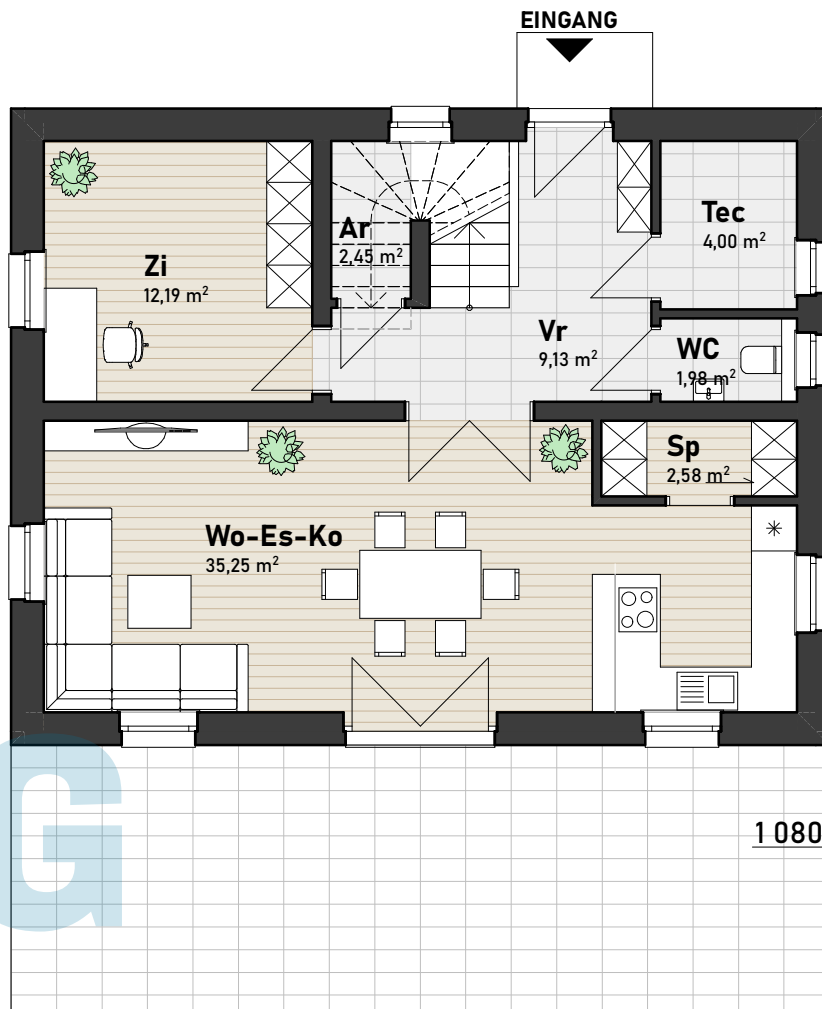 EINGANG
Ar
2,45 m²
Tec
4,00 m²
Zi
12,19 m²
Vr
9,13 m²
WC
1,98 m²
Sp
2,58 m²
Wo-Es-Ko
35,25 m²
G
1 080